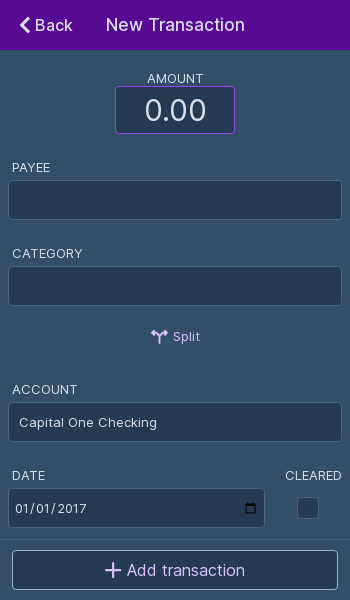 Back New Transaction
AMOUNT
0.00
PAYEE
CATEGORY
Split
ACCOUNT
Capital One Checking
DATE CLEARED
01/01/2017
Add transaction